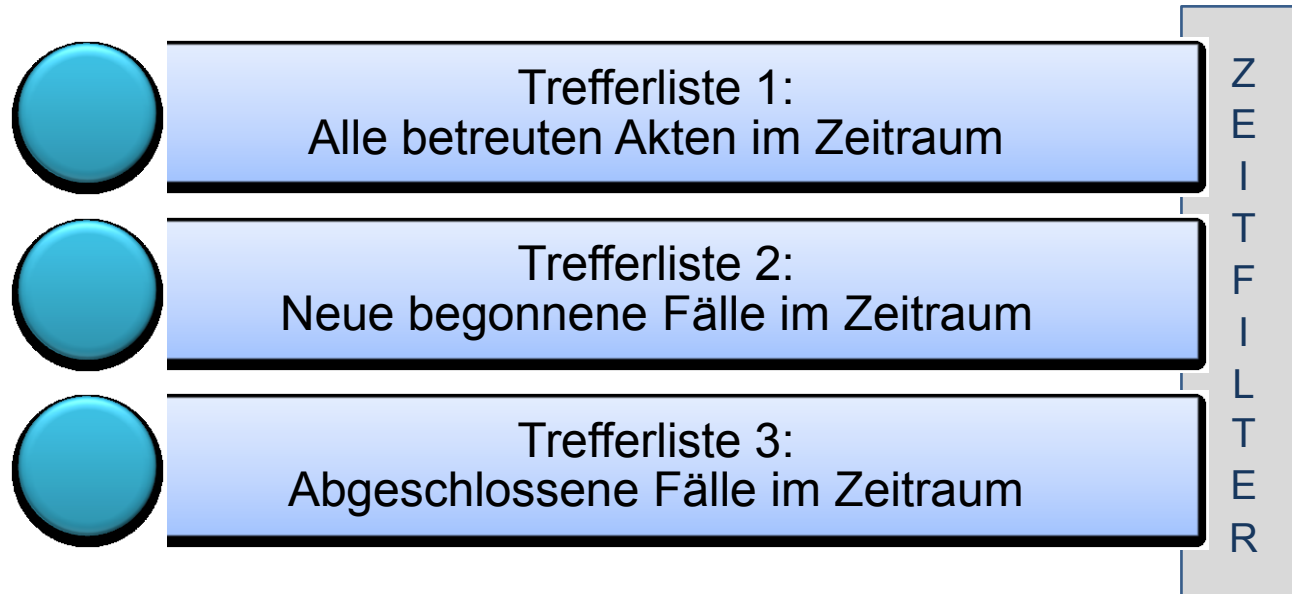 Trefferliste 1:
Alle betreuten Akten im Zeitraum
Trefferliste 2:
Neue begonnene Fälle im Zeitraum
Trefferliste 3:
Abgeschlossene Fälle im Zeitraum
Z
E
I
T
F
I
L
T
E
R